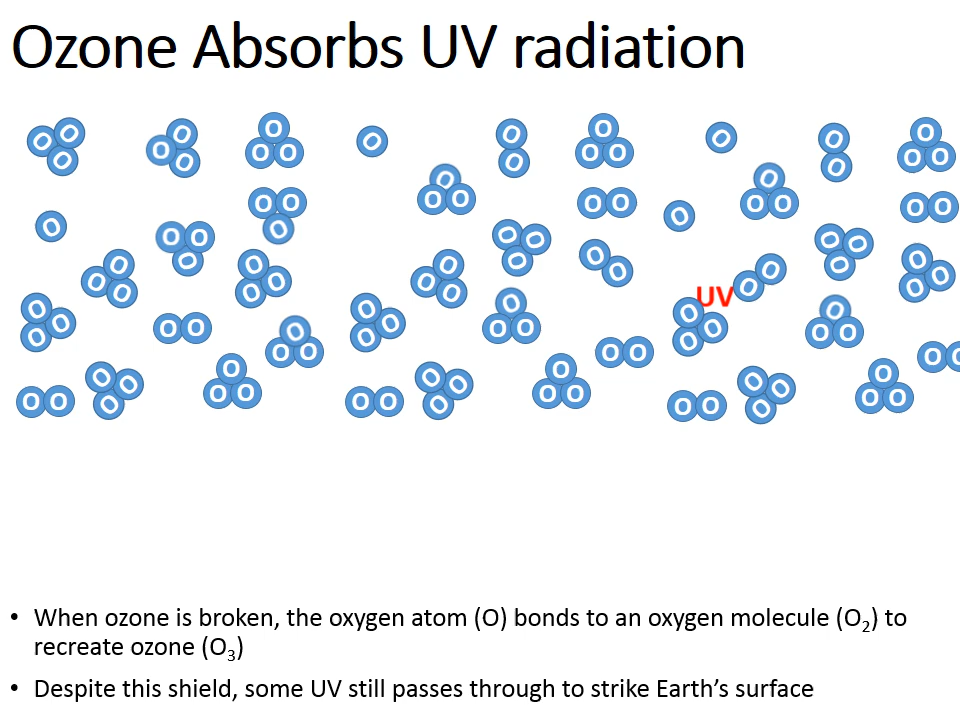 Ozone Absorbs UV radiation
O O O O O O O O O O O O O O O O O O O O O O O
O O O O O O O O O O O O O O O O O O
O O O O O O O O O O O O O O O O O O O O O O O O O O
UV
O O O O O O O O O O O O O O O O O O O O O O O O O
O O O O O O O O O O O O O O O O O O O O O O O O
• When ozone is broken, the oxygen atom (O) bonds to an oxygen molecule (O₂) to
recreate ozone (O₃)
• Despite this shield, some UV still passes through to strike Earth’s surface